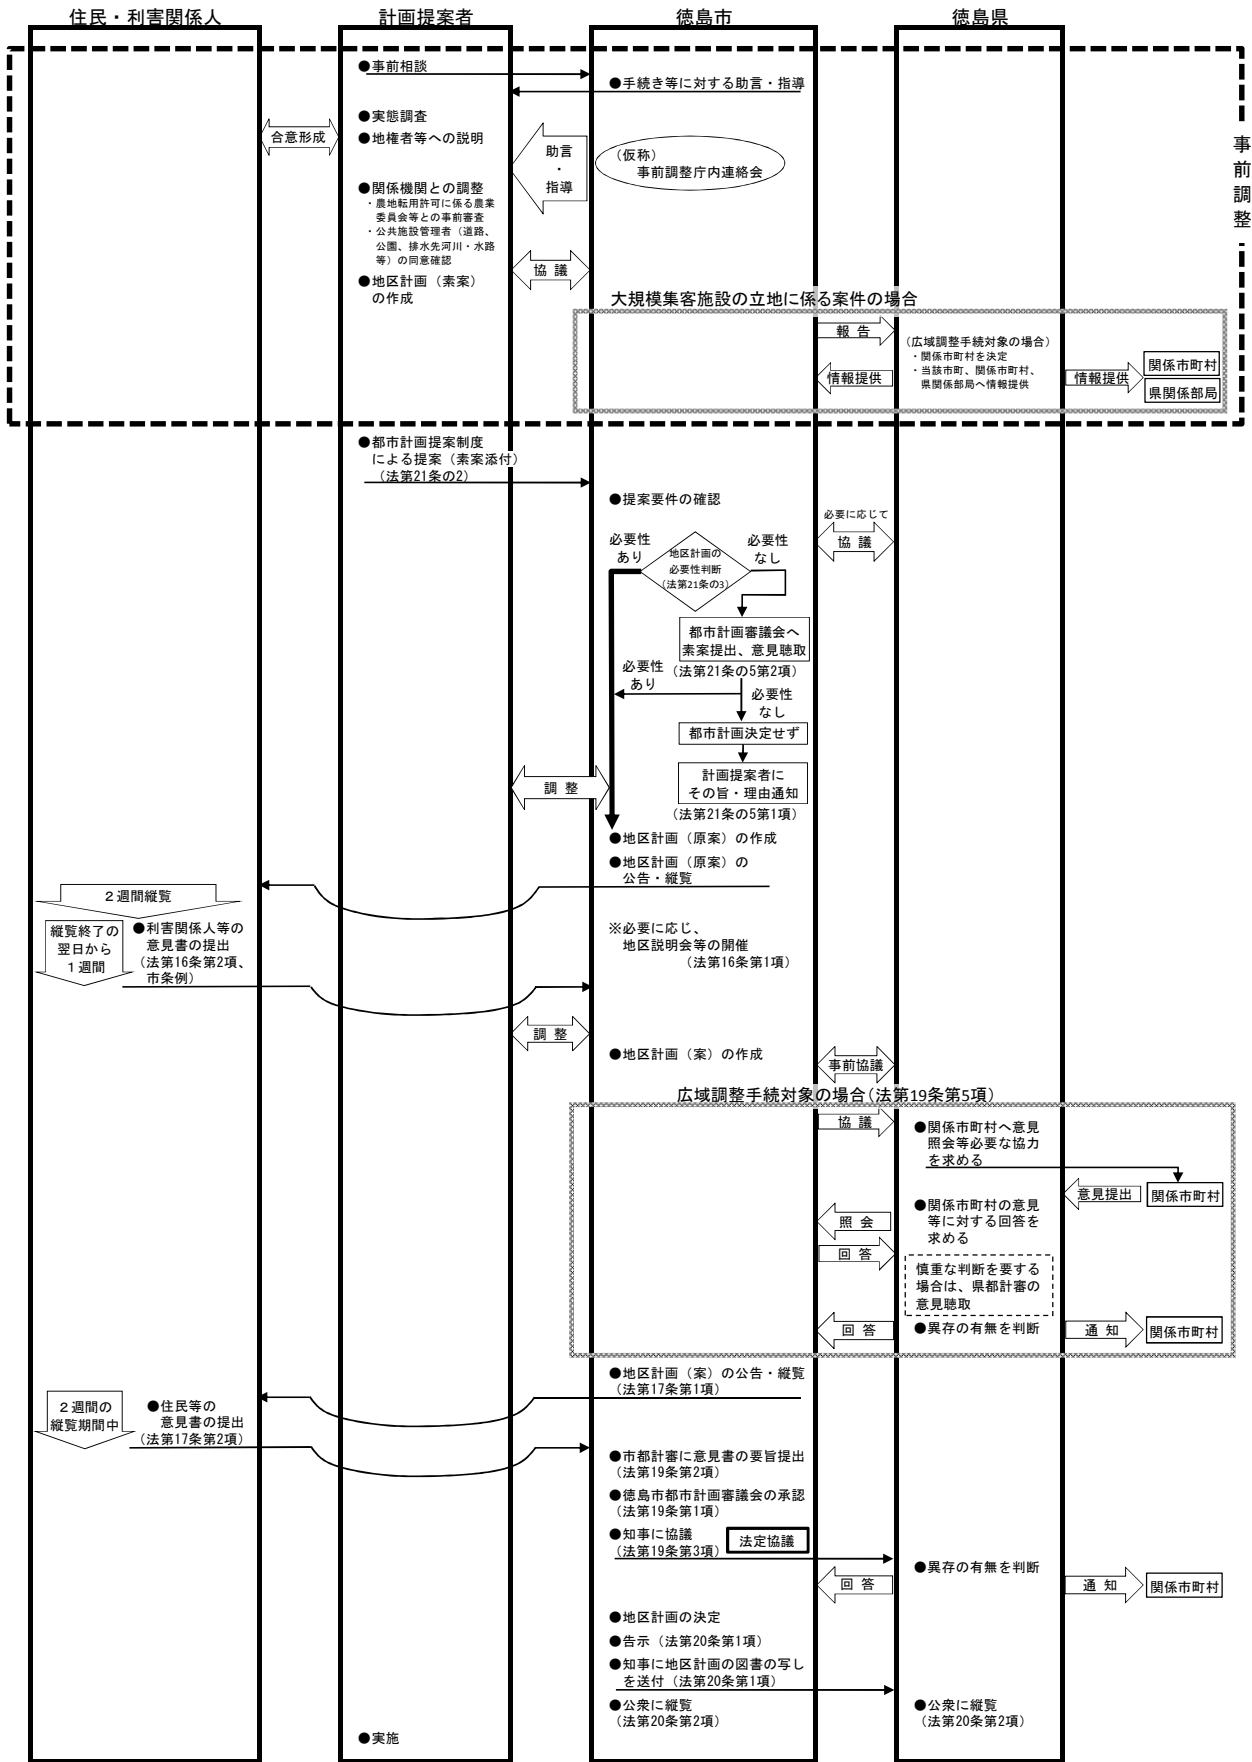 住民・利害関係人
計画提案者
徳島市
徳島県
●事前相談
●手続き等に対する助言・指導
●実態調査
合意形成
●地権者等への説明
助言
・
指導
（仮称）
事前調整庁内連絡会
事前調整
●関係機関との調整
・農地転用許可に係る農業
委員会等との事前審査
・公共施設管理者（道路、
公園、排水先河川・水路
等）の同意確認
協 議
●地区計画（素案）
の作成
大規模集客施設の立地に係る案件の場合
報 告
（広域調整手続対象の場合）
・関係市町村を決定
・当該市町、関係市町村、
県関係部局へ情報提供
情報提供
情報提供
関係市町村
県関係部局
●都市計画提案制度
による提案（素案添付）
（法第21条の2）
●提案要件の確認
必要に応じて
協 議
必要性
あり
地区計画の
必要性判断
（法第21条の3）
必要性
なし
都市計画審議会へ
素案提出、意見聴取
（法第21条の5第2項）
必要性
あり
必要性
なし
都市計画決定せず
計画提案者に
その旨・理由通知
（法第21条の5第1項）
調 整
●地区計画（原案）の作成
●地区計画（原案）の
公告・縦覧
２週間縦覧
縦覧終了の
翌日から
１週間
●利害関係人等の
意見書の提出
（法第16条第2項、
市条例）
※必要に応じ、
地区説明会等の開催
（法第16条第1項）
調 整
●地区計画（案）の作成
事前協議
広域調整手続対象の場合（法第19条第5項）
協 議
●関係市町村へ意見
照会等必要な協力
を求める
意見提出
関係市町村
●関係市町村の意見
等に対する回答を
求める
照 会
回 答
慎重な判断を要する
場合は、県都計審の
意見聴取
回 答
●異存の有無を判断
通 知
関係市町村
●地区計画（案）の公告・縦覧
（法第17条第1項）
２週間の
縦覧期間中
●住民等の
意見書の提出
（法第17条第2項）
●市都計審に意見書の要旨提出
（法第19条第2項）
●徳島市都市計画審議会の承認
（法第19条第1項）
●知事に協議
（法第19条第3項）
法定協議
●異存の有無を判断
回 答
通 知
関係市町村
●地区計画の決定
●告示（法第20条第1項）
●知事に地区計画の図書の写し
を送付（法第20条第1項）
●公衆に縦覧
（法第20条第2項）
●公衆に縦覧
（法第20条第2項）
●実施